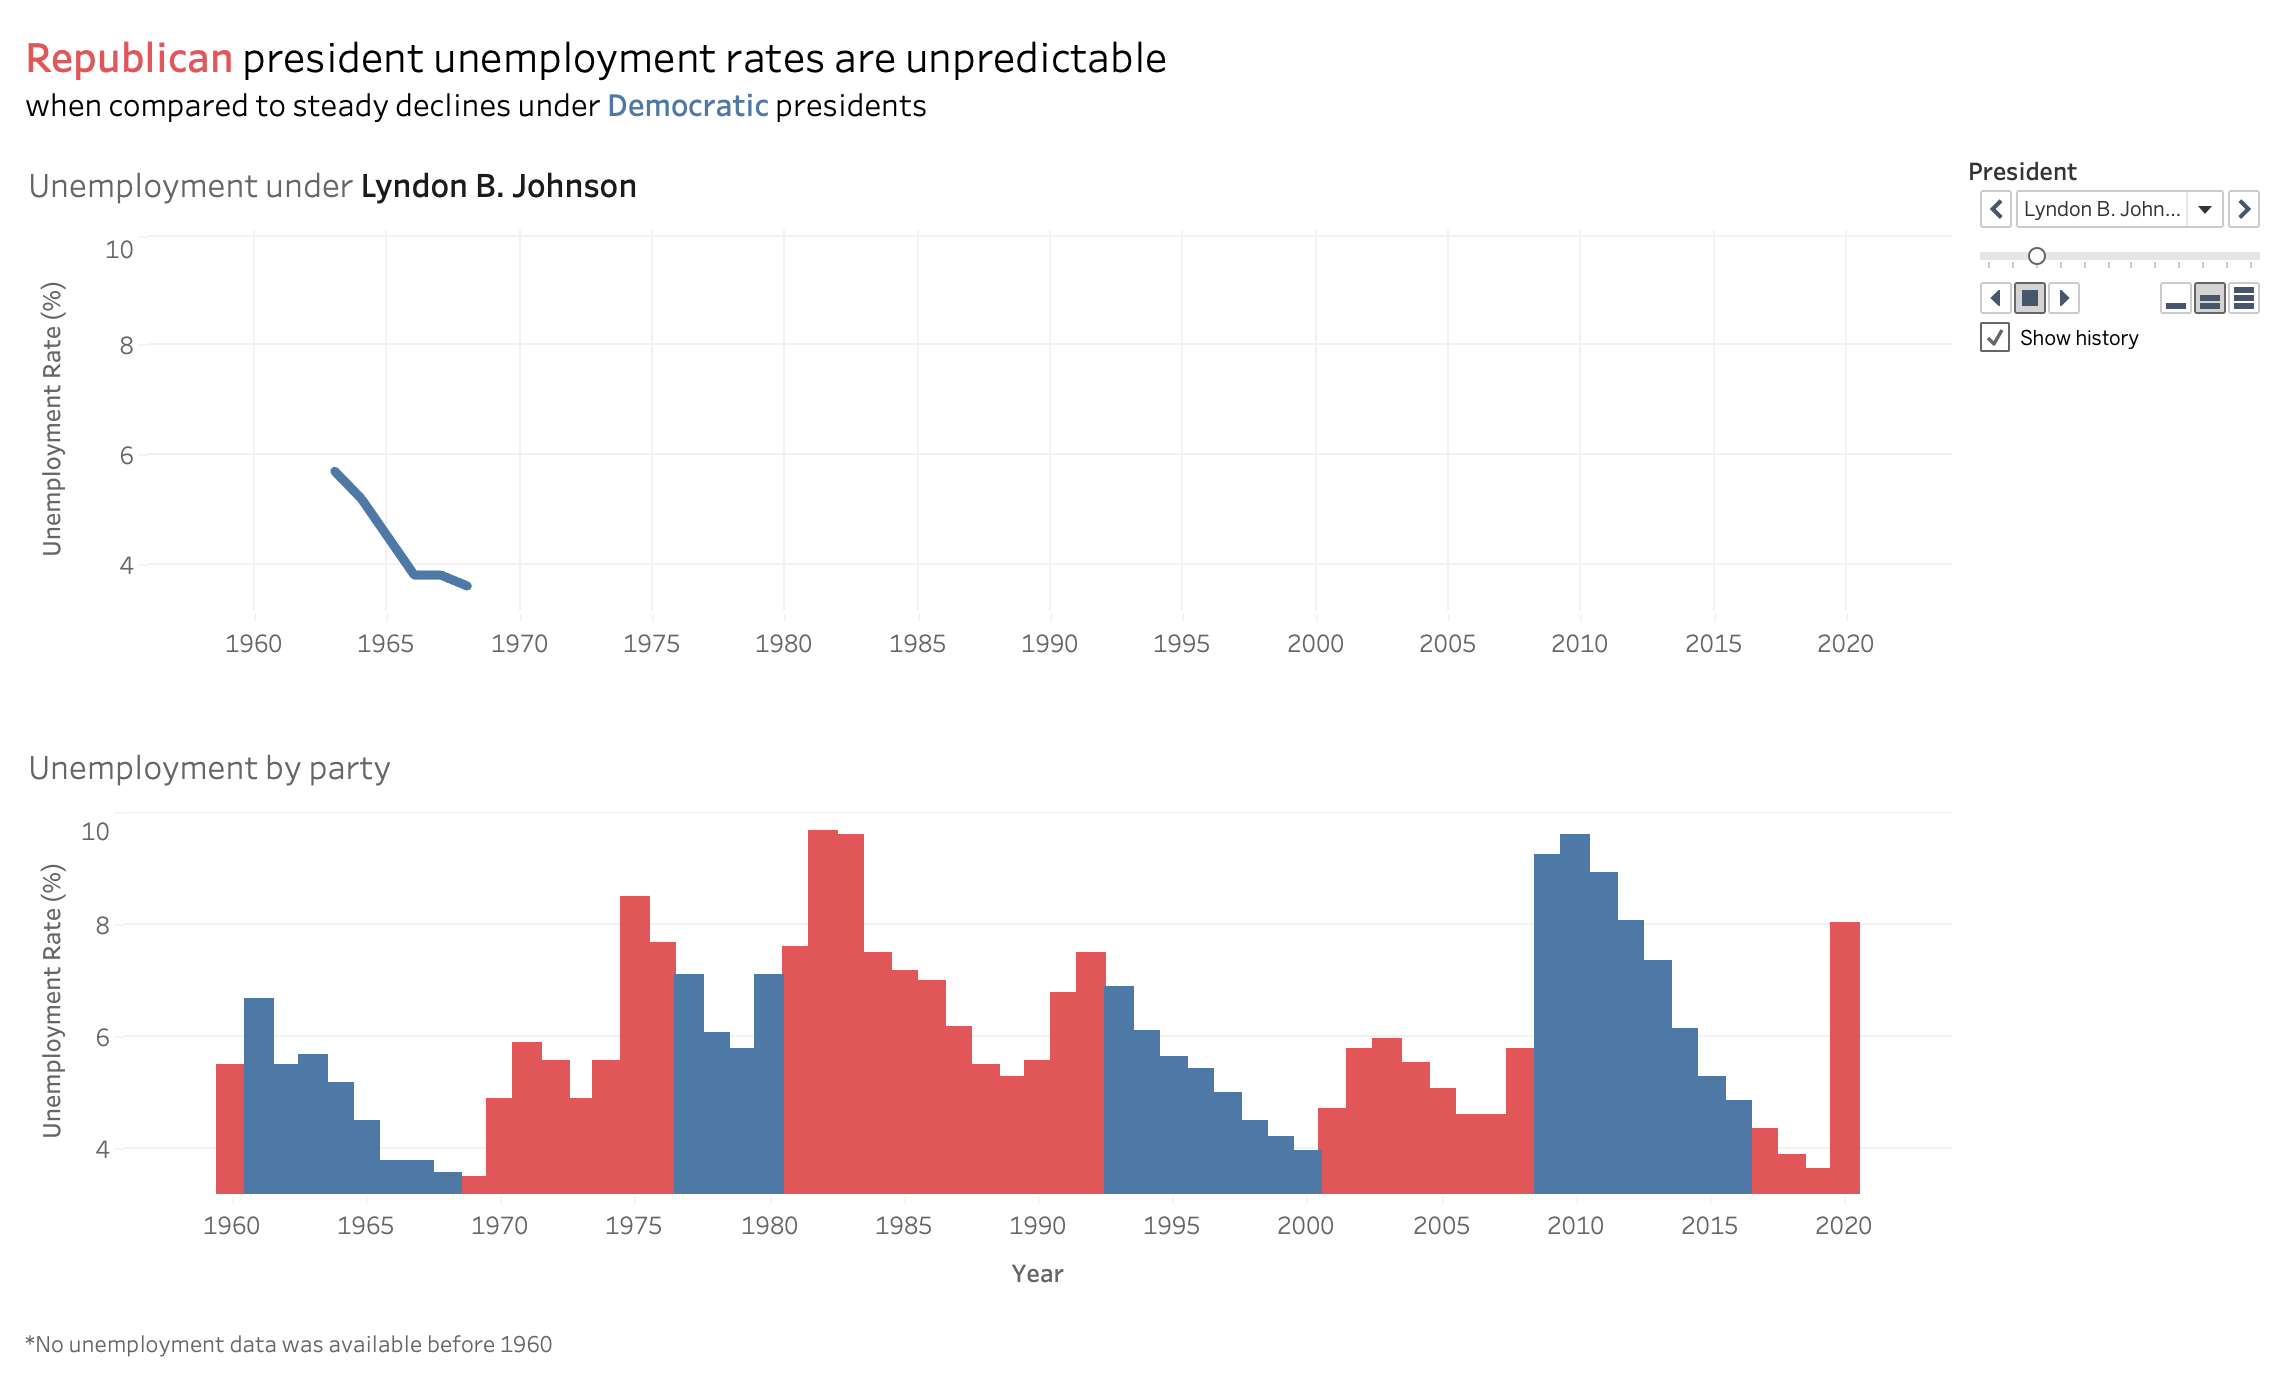 Republican president unemployment rates are unpredictable
when compared to steady declines under Democratic presidents
Unemployment under Lyndon B. Johnson
President
Lyndon B. John...
Show history
Unemployment Rate (%)
10
8
6
4
1960 1965 1970 1975 1980 1985 1990 1995 2000 2005 2010 2015 2020
Unemployment by party
Unemployment Rate (%)
10
8
6
4
1960 1965 1970 1975 1980 1985 1990 1995 2000 2005 2010 2015 2020
Year
*No unemployment data was available before 1960